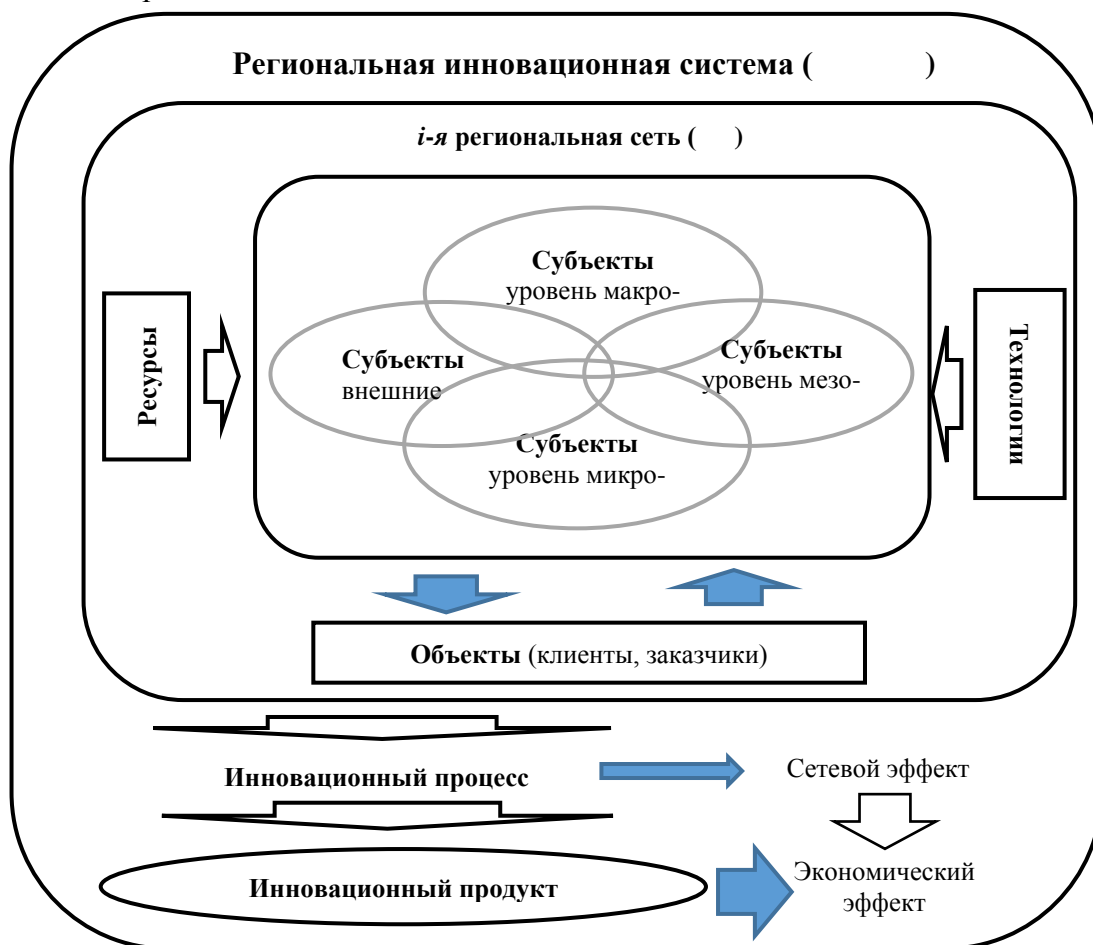 Региональная инновационная система ( )
i-я региональная сеть ( )
Субъекты
уровень макро-
Субъекты
внешние
Субъекты
уровень мезо-
Субъекты
уровень микро-
Ресурсы
Технологии
Объекты (клиенты, заказчики)
Инновационный процесс
Сетевой эффект
Инновационный продукт
Экономический
эффект